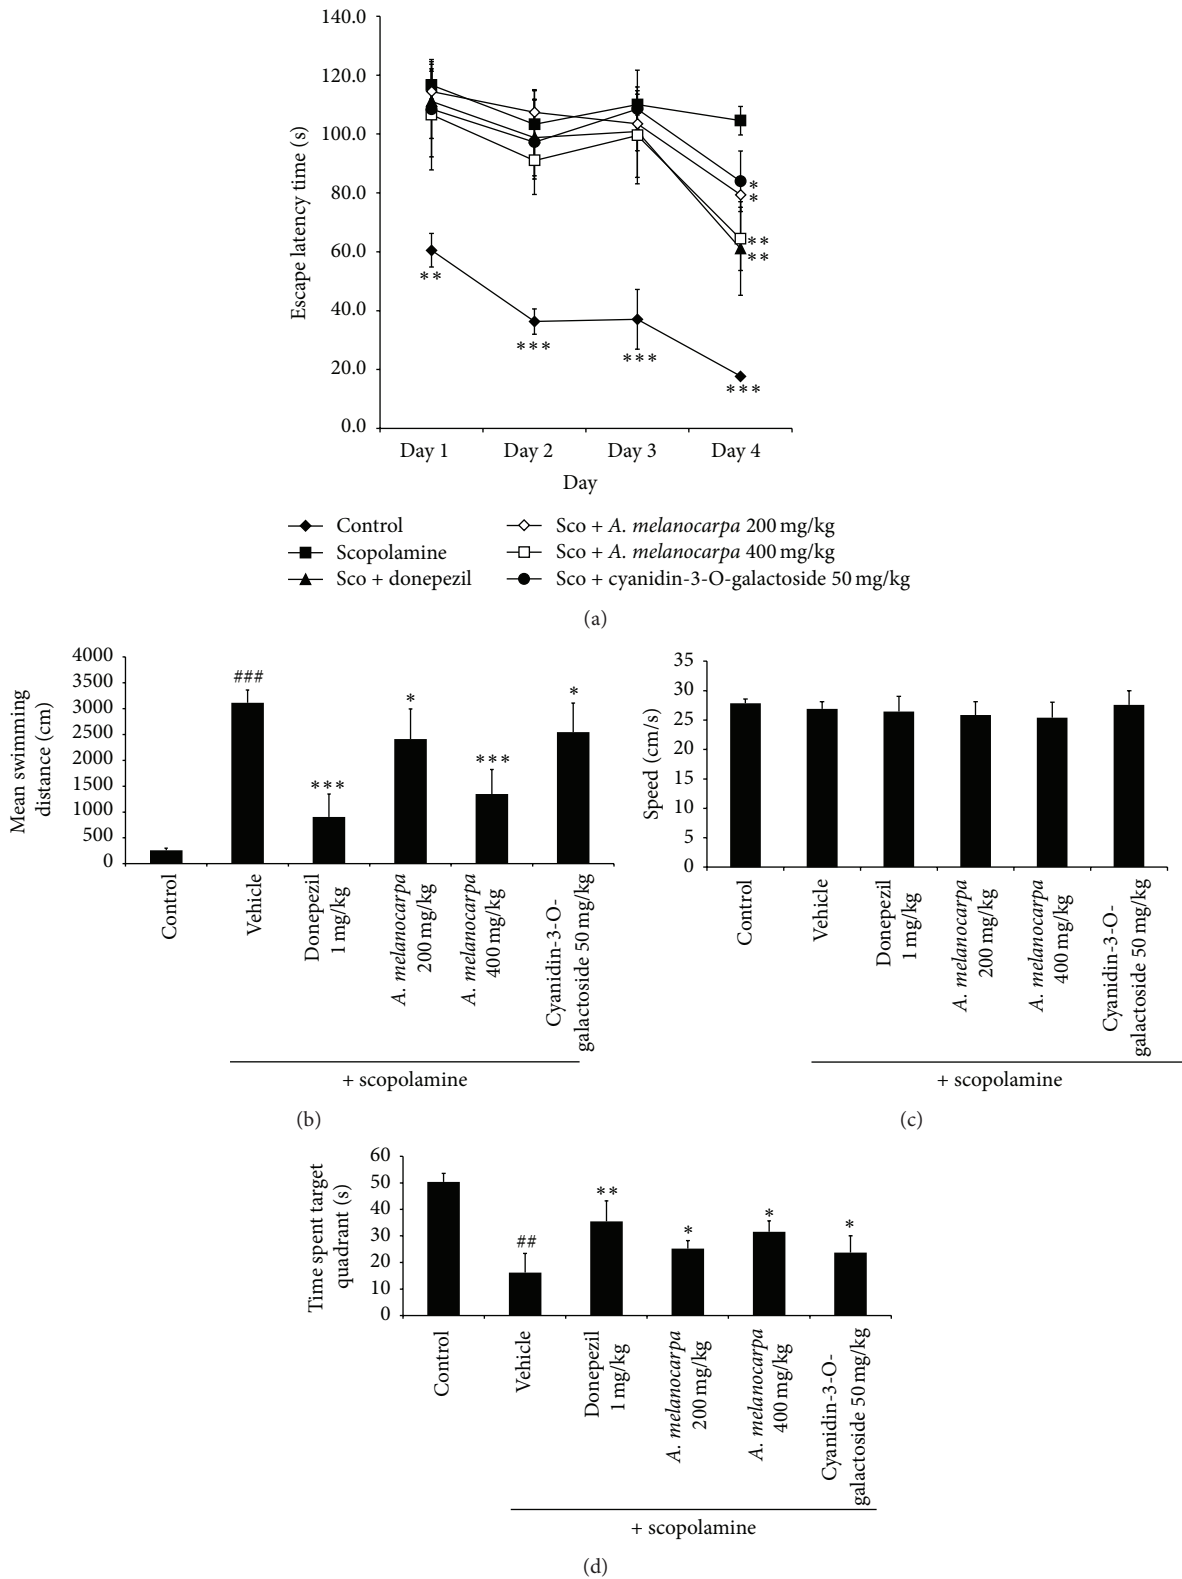 140.0
120.0
100.0
80.0
60.0
40.0
20.0
0.0
Escape latency time (s)
*
*
**
**
**
***
***
***
Day 1 Day 2 Day 3 Day 4
Day
Control
Scopolamine
Sco + donepezil
Sco + A. melanocarpa 200 mg/kg
Sco + A. melanocarpa 400 mg/kg
Sco + cyanidin-3-O-galactoside 50 mg/kg
(a)
4000
3500
3000
2500
2000
1500
1000
500
0
Mean swimming
distance (cm)
###
***
*
***
*
Control
Vehicle
Donepezil
1 mg/kg
A. melanocarpa
200 mg/kg
A. melanocarpa
400 mg/kg
Cyanidin-3-O-
galactoside 50 mg/kg
+ scopolamine
(b)
35
30
25
20
15
10
5
0
Speed (cm/s)
Control
Vehicle
Donepezil
1 mg/kg
A. melanocarpa
200 mg/kg
A. melanocarpa
400 mg/kg
Cyanidin-3-O-
galactoside 50 mg/kg
+ scopolamine
(c)
60
50
40
30
20
10
0
Time spent target
quadrant (s)
##
**
*
*
*
Control
Vehicle
Donepezil
1 mg/kg
A. melanocarpa
200 mg/kg
A. melanocarpa
400 mg/kg
Cyanidin-3-O-
galactoside 50 mg/kg
+ scopolamine
(d)